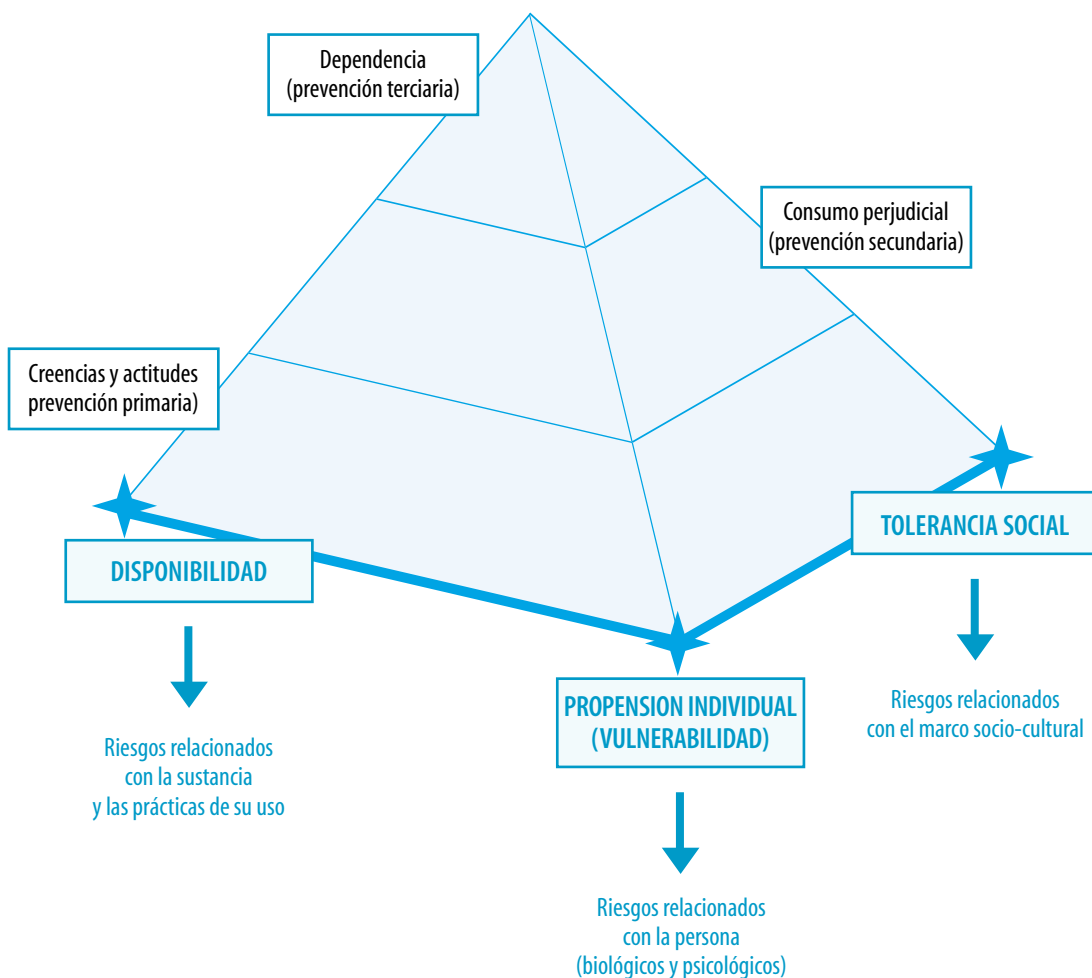 Dependencia
(prevención terciaria)
Consumo perjudicial
(prevención secundaria)
Creencias y actitudes
prevención primaria)
TOLERANCIA SOCIAL
DISPONIBILIDAD
PROPENSION INDIVIDUAL
(VULNERABILIDAD)
Riesgos relacionados
con el marco socio-cultural
Riesgos relacionados
con la sustancia
y las prácticas de su uso
Riesgos relacionados
con la persona
(biológicos y psicológicos)